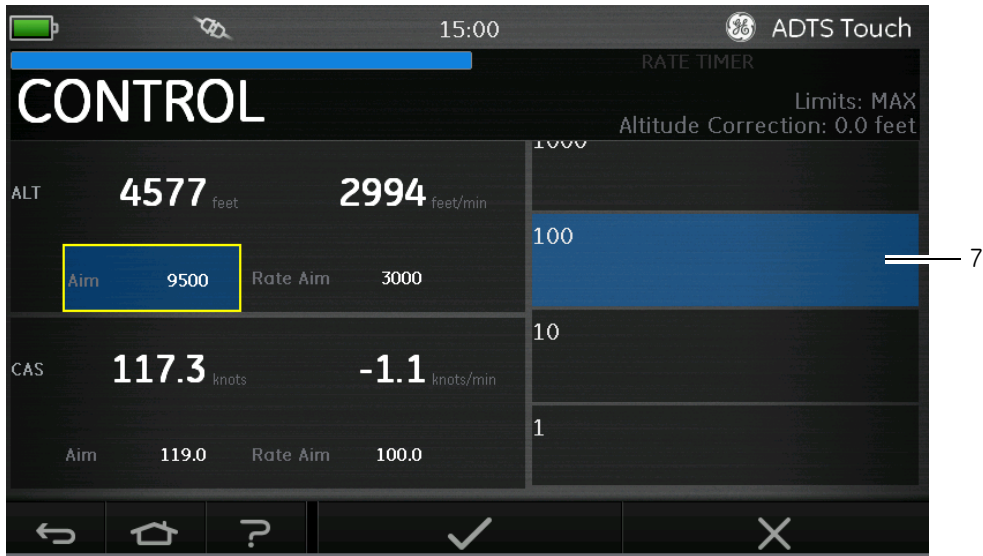 15:00
ADTS Touch
RATE TIMER
CONTROL
Limits: MAX
Altitude Correction: 0.0 feet
ALT 4577 feet 2994 feet/min
Aim 9500 Rate Aim 3000
CAS 117.3 knots -1.1 knots/min
Aim 119.0 Rate Aim 100.0
1000
100
10
1
?
7